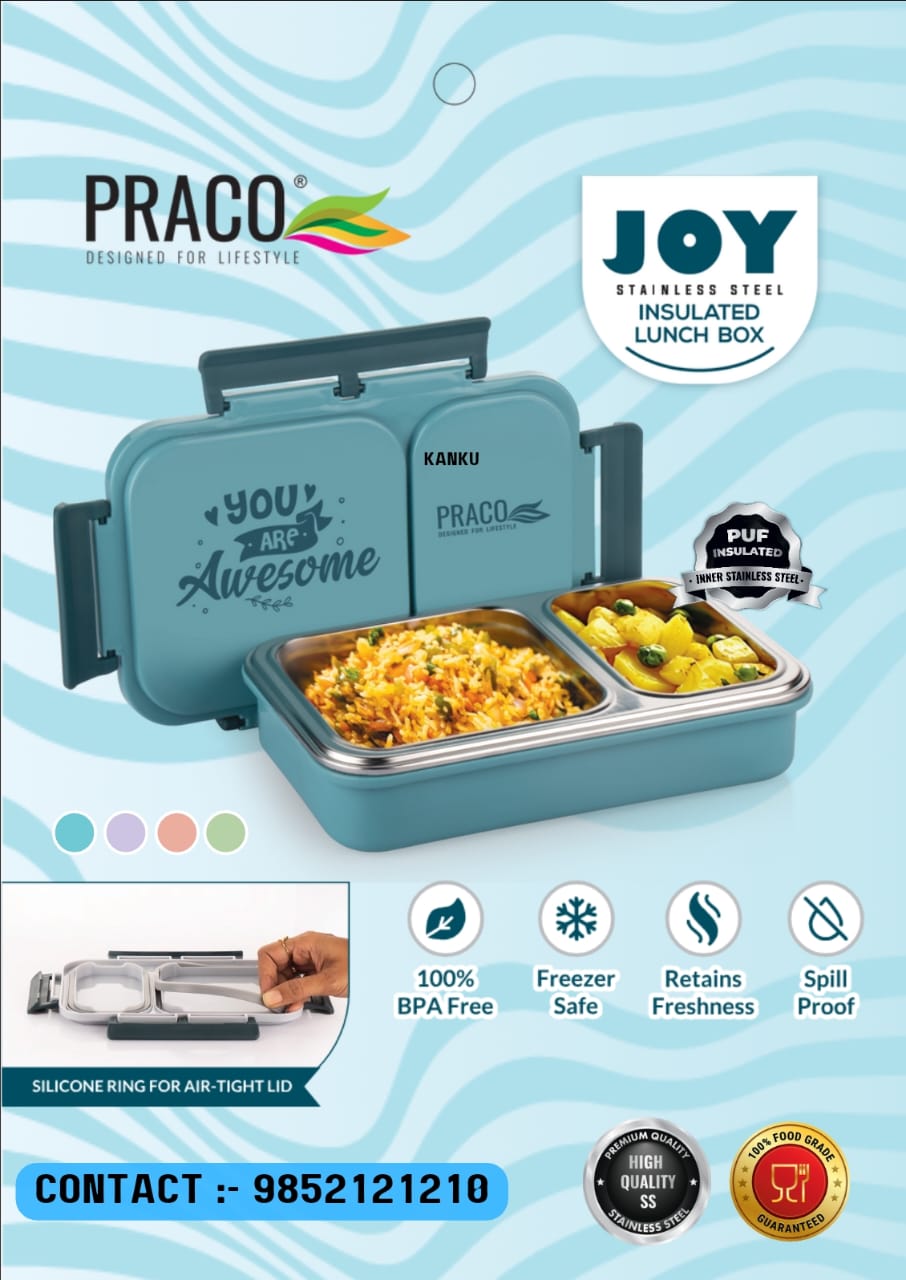 PRACO®
DESIGNED FOR LIFESTYLE
JOY
STAINLESS STEEL
INSULATED
LUNCH BOX
YOU
ARE
Awesome
KANKU
PRACO
DESIGNED FOR LIFESTYLE
PUF
INSULATED
• INNER STAINLESS STEEL •
100%
BPA Free
Freezer
Safe
Retains
Freshness
Spill
Proof
SILICONE RING FOR AIR-TIGHT LID
CONTACT :- 9852121210
PREMIUM QUALITY
HIGH
QUALITY
SS
STAINLESS STEEL
100% FOOD GRADE
GUARANTEED